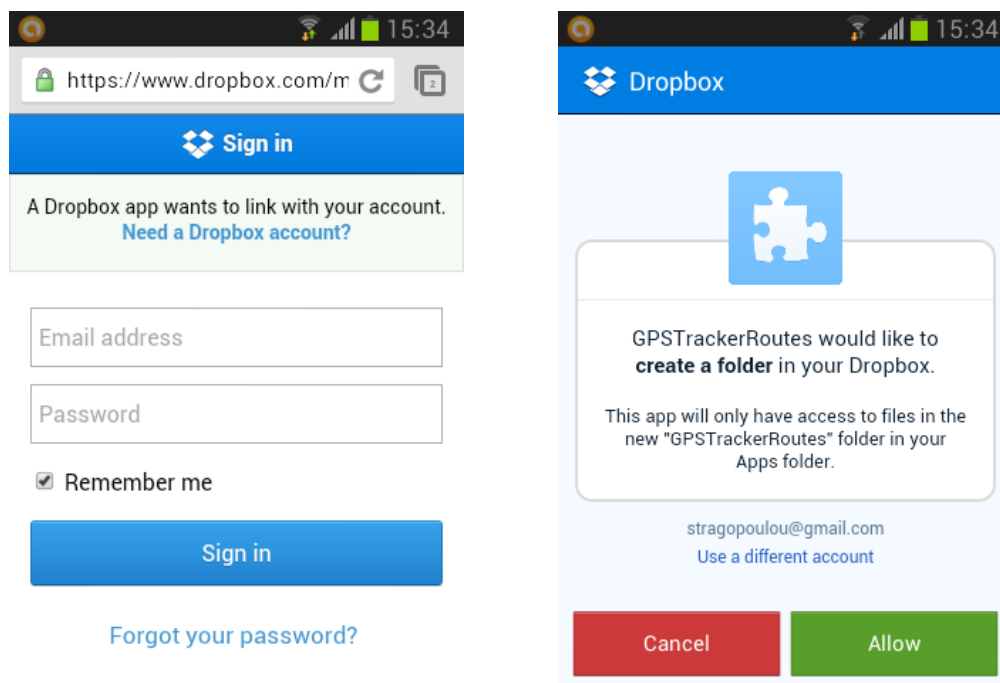 15:34
https://www.dropbox.com/m
2
Sign in
A Dropbox app wants to link with your account.
Need a Dropbox account?
Email address
Password
Remember me
Sign in
Forgot your password?
15:34
Dropbox
GPSTrackerRoutes would like to
create a folder in your Dropbox.
This app will only have access to files in the
new "GPSTrackerRoutes" folder in your
Apps folder.
stragopoulou@gmail.com
Use a different account
Cancel
Allow